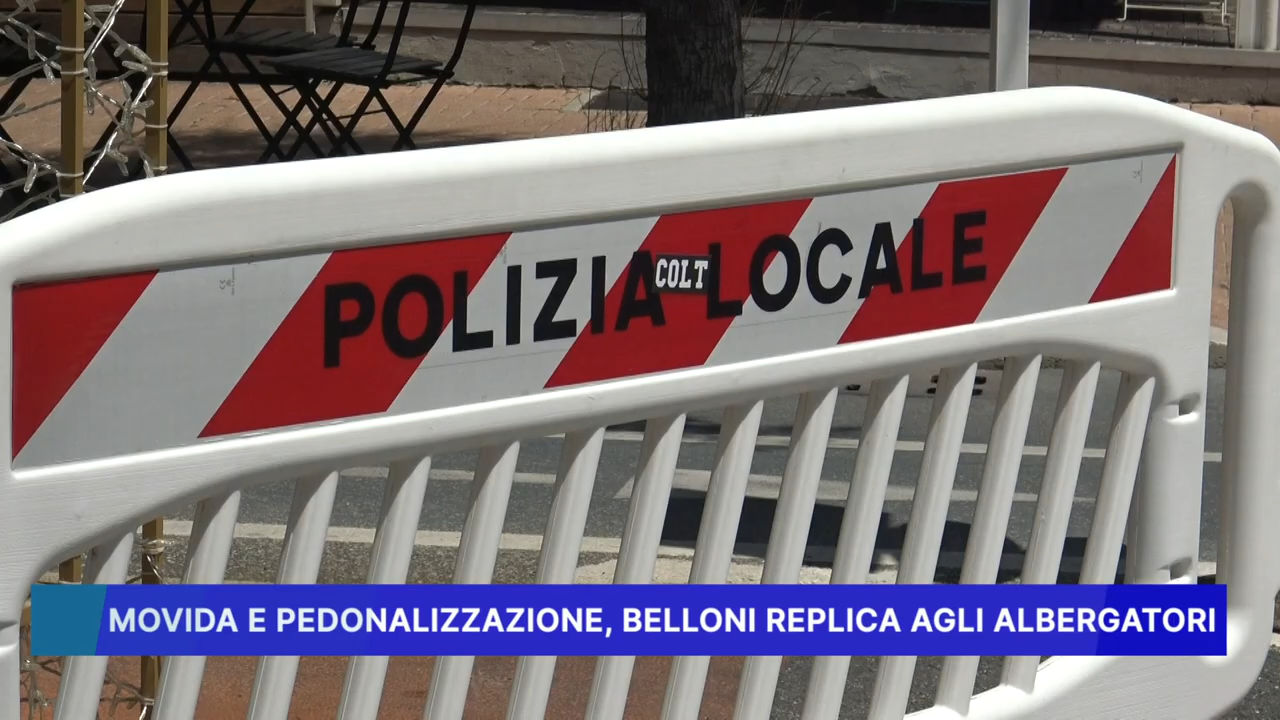 POLIZIA LOCALE
COLT
MOVIDA E PEDONALIZZAZIONE, BELLONI REPLICA AGLI ALBERGATORI